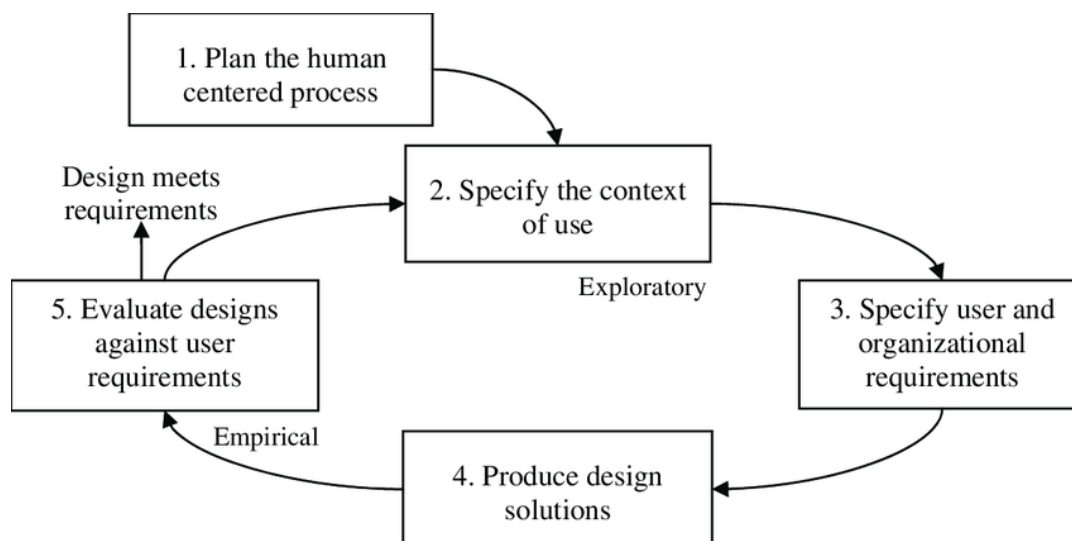 1. Plan the human
centered process
2. Specify the context
of use
Exploratory
3. Specify user and
organizational
requirements
4. Produce design
solutions
Empirical
5. Evaluate designs
against user
requirements
Design meets
requirements